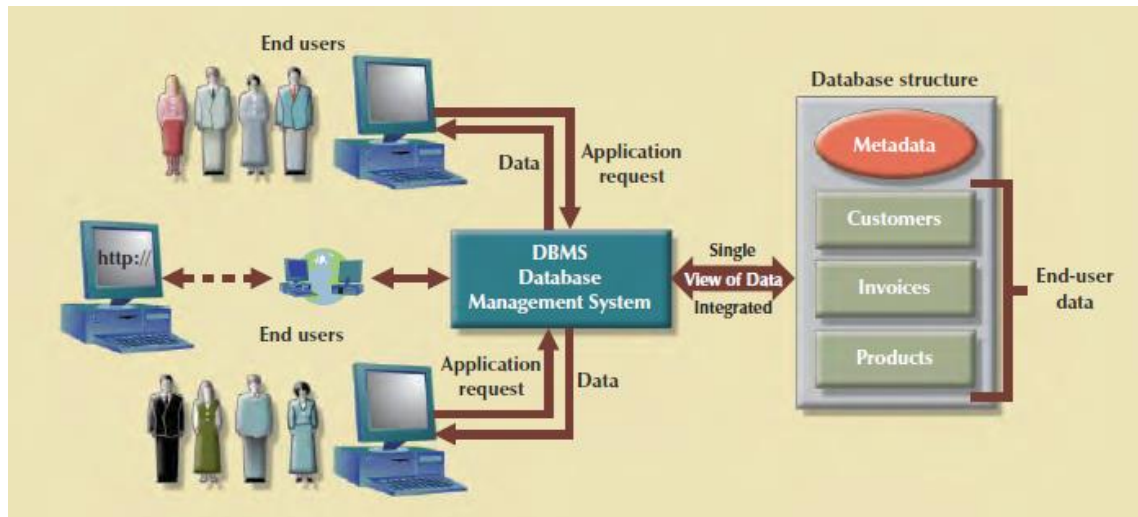 End users
Data
Application
request
http://
DBMS
Database
Management System
Single
View of Data
Integrated
Database structure
Metadata
Customers
Invoices
Products
End-user
data
End users
Application
request
Data